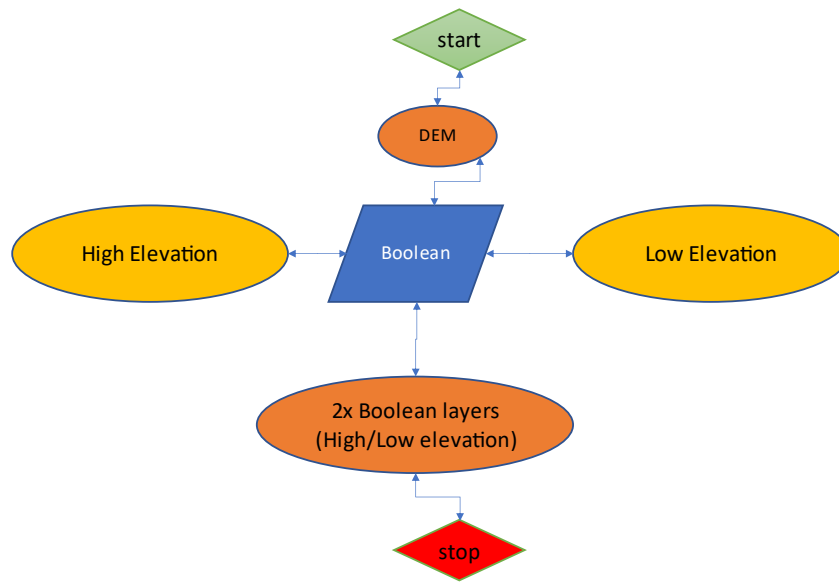 start
DEM
High Elevation
Boolean
Low Elevation
2x Boolean layers
(High/Low elevation)
stop